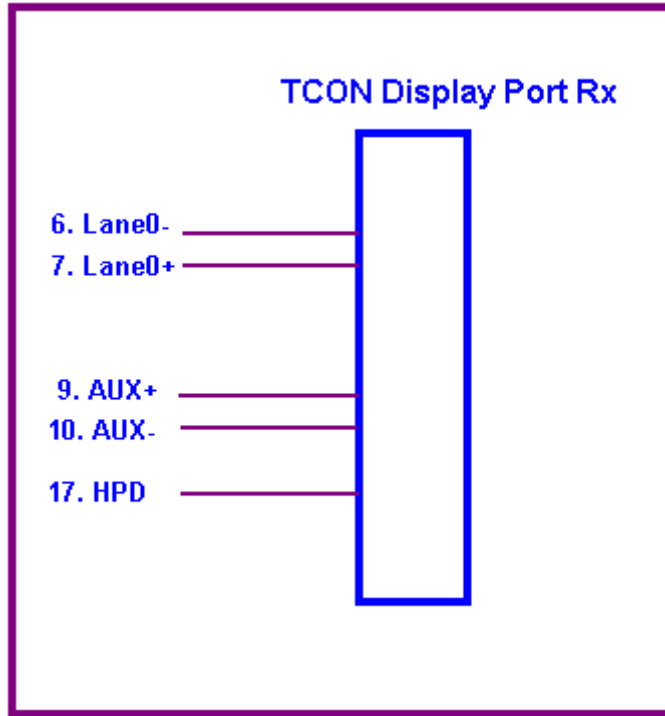 TCON Display Port Rx
6. Lane0-
7. Lane0+
9. AUX+
10. AUX-
17. HPD